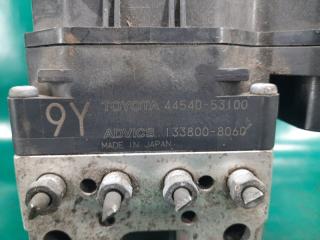 9Y
TOYOTA 44540-53100
ADVICS 133800-8060
MADE IN JAPAN